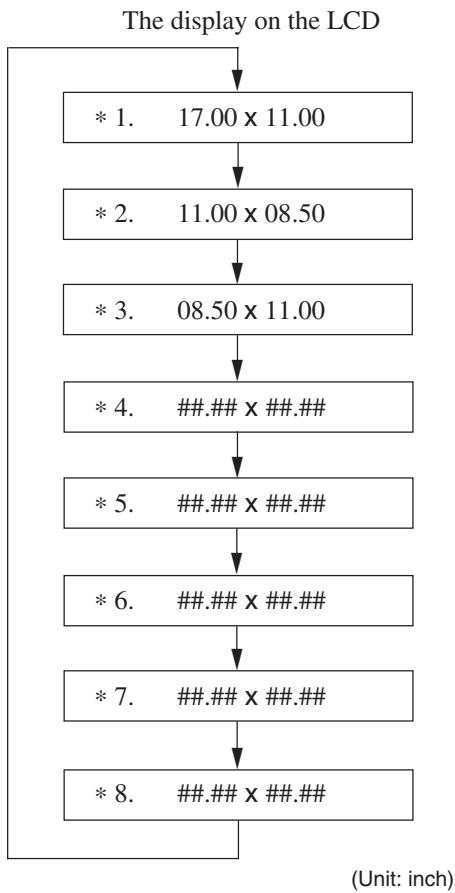 The display on the LCD
* 1. 17.00 x 11.00
* 2. 11.00 x 08.50
* 3. 08.50 x 11.00
* 4. ##.## x ##.##
* 5. ##.## x ##.##
* 6. ##.## x ##.##
* 7. ##.## x ##.##
* 8. ##.## x ##.##
(Unit: inch)